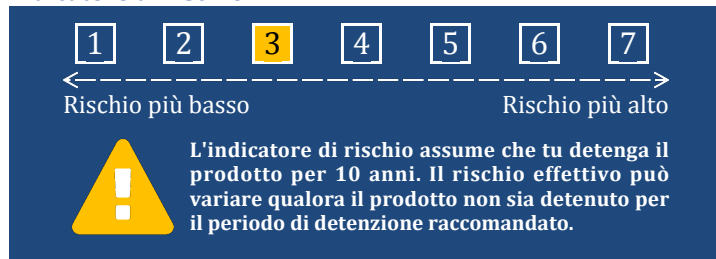 1 2 3 4 5 6 7
Rischio più basso Rischio più alto
L'indicatore di rischio assume che tu detenga il
prodotto per 10 anni. Il rischio effettivo può
variare qualora il prodotto non sia detenuto per
il periodo di detenzione raccomandato.